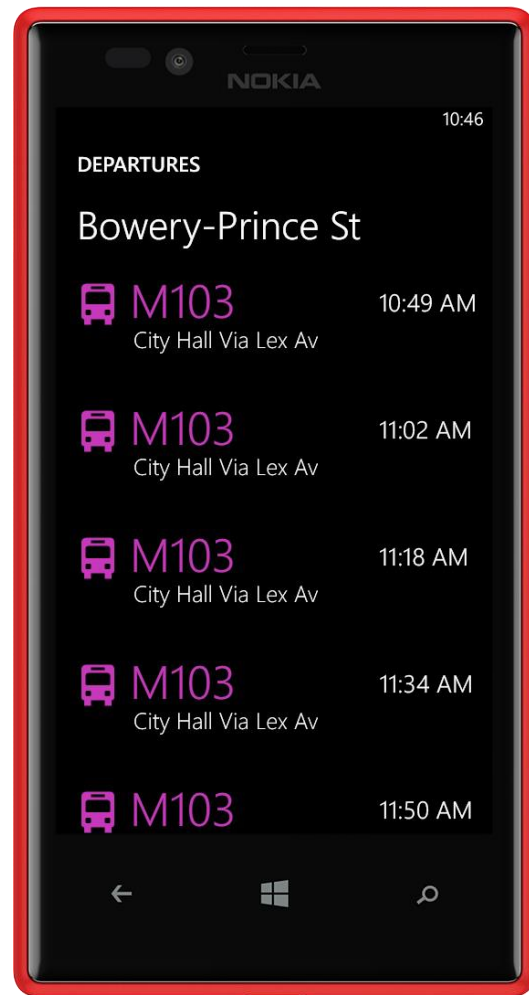 NOKIA
10:46
DEPARTURES
Bowery-Prince St
M103 10:49 AM
City Hall Via Lex Av
M103 11:02 AM
City Hall Via Lex Av
M103 11:18 AM
City Hall Via Lex Av
M103 11:34 AM
City Hall Via Lex Av
M103 11:50 AM